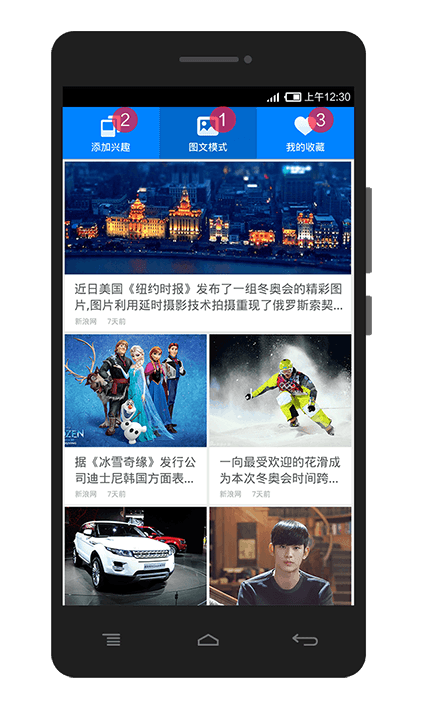 上午12:30
2
1
3
添加兴趣
图文模式
我的收藏
近日美国《纽约时报》发布了一组冬奥会的精彩图
片,图片利用延时摄影技术拍摄重现了俄罗斯索契...
新浪网 7天前
OZEN
据《冰雪奇缘》发行公
司迪士尼韩国方面表...
新浪网 7天前
一向最受欢迎的花滑成
为本次冬奥会时间跨...
新浪网 7天前